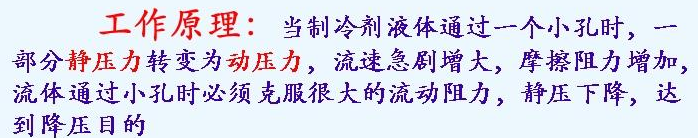 工作原理：当制冷剂液体通过一个小孔时，一
部分静压力转变为动压力，流速急剧增大，摩擦阻力增加，
流体通过小孔时必须克服很大的流动阻力，静压下降，达
到降压目的